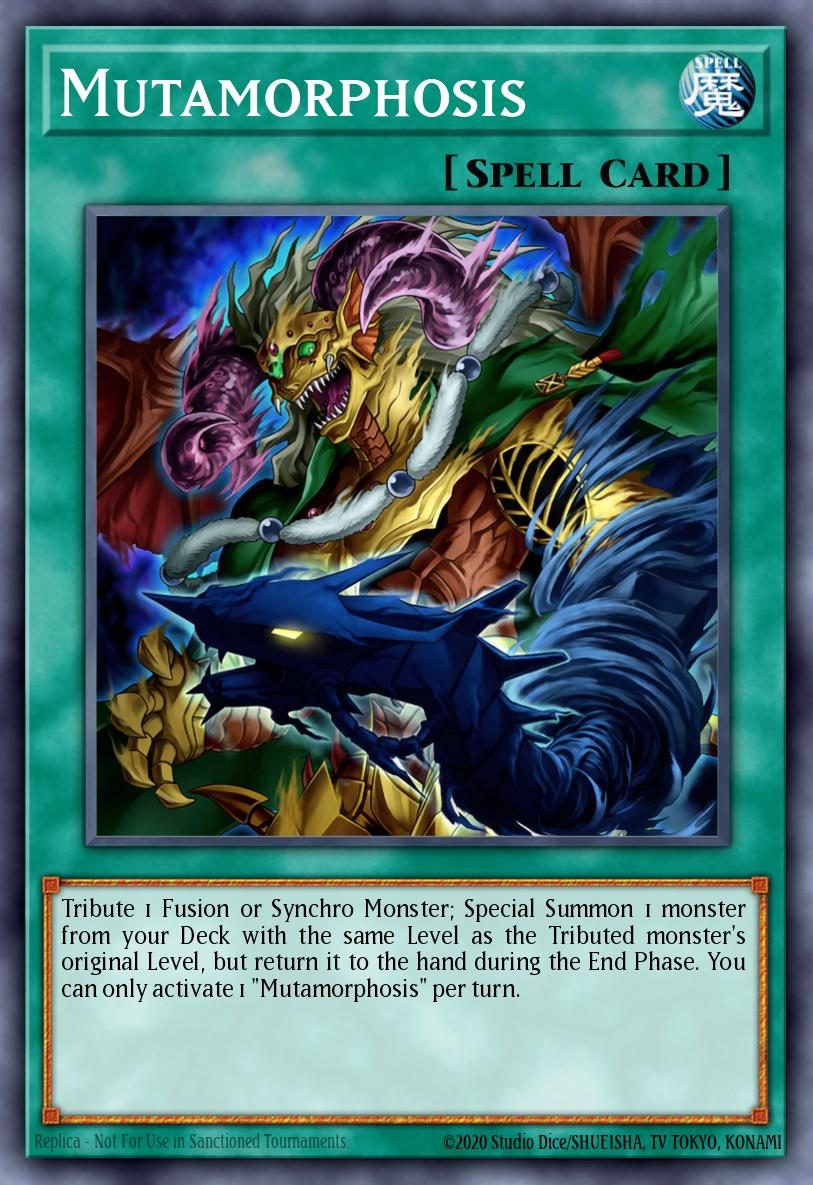 Mutamorphosis
SPELL
魔
[Spell Card]
Tribute 1 Fusion or Synchro Monster; Special Summon 1 monster
from your Deck with the same Level as the Tributed monster's
original Level, but return it to the hand during the End Phase. You
can only activate 1 "Mutamorphosis" per turn.
Replica - Not For Use in Sanctioned Tournaments.
©2020 Studio Dice/SHUEISHA, TV TOKYO, KONAMI